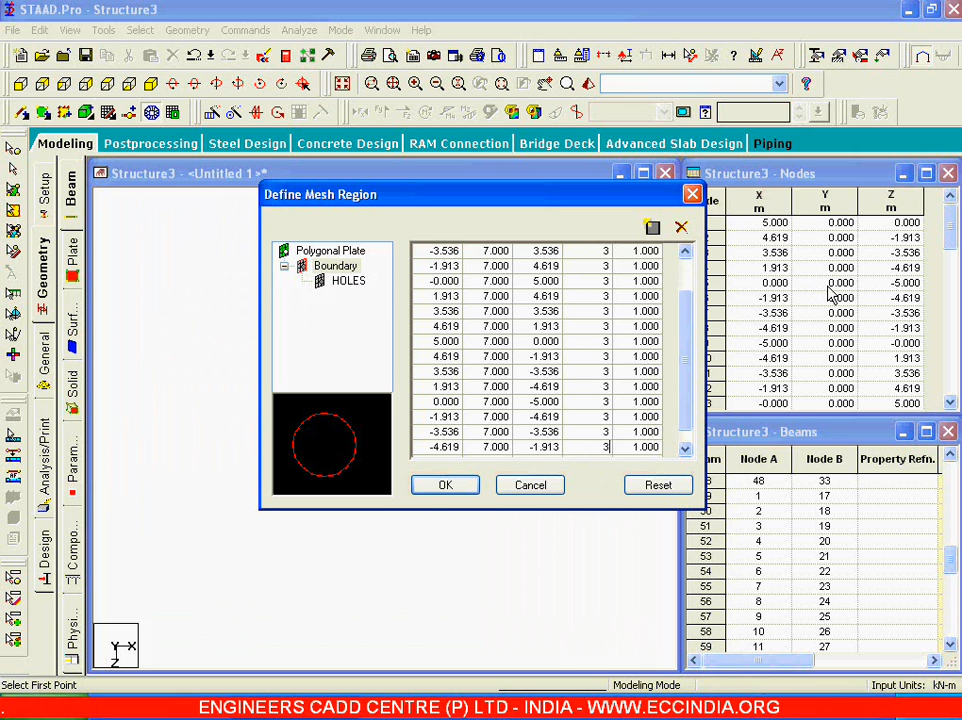 STAAD.Pro - Structure3
File Edit View Tools Select Geometry Commands Analyze Mode Window Help
Modeling Postprocessing Steel Design Concrete Design RAM Connection Bridge Deck Advanced Slab Design Piping
Setup
Geometry
General
Analysis/Print
Design
Beam
Plate
Surf...
Solid
Param...
Compo...
Physi...
Structure3 - <Untitled 1 >*
Define Mesh Region
Polygonal Plate
Boundary
HOLES
-3.536 7.000 3.536 3 1.000
-1.913 7.000 4.619 3 1.000
-0.000 7.000 5.000 3 1.000
1.913 7.000 4.619 3 1.000
3.536 7.000 3.536 3 1.000
4.619 7.000 1.913 3 1.000
5.000 7.000 0.000 3 1.000
4.619 7.000 -1.913 3 1.000
3.536 7.000 -3.536 3 1.000
1.913 7.000 -4.619 3 1.000
0.000 7.000 -5.000 3 1.000
-1.913 7.000 -4.619 3 1.000
-3.536 7.000 -3.536 3 1.000
-4.619 7.000 -1.913 3 1.000
OK Cancel Reset
Structure3 - Nodes
X Y Z
m m m
5.000 0.000 0.000
4.619 0.000 -1.913
3.536 0.000 -3.536
1.913 0.000 -4.619
0.000 0.000 -5.000
-1.913 0.000 -4.619
-3.536 0.000 -3.536
-4.619 0.000 -1.913
-5.000 0.000 -0.000
-4.619 0.000 1.913
-3.536 0.000 3.536
-1.913 0.000 4.619
-0.000 0.000 5.000
Structure3 - Beams
Node A Node B Property Refn.
48 33
1 17
2 18
51 3 19
52 4 20
53 5 21
54 6 22
55 7 23
56 8 24
57 9 25
58 10 26
59 11 27
Y X
Z
Select First Point Modeling Mode Input Units: kN-m
ENGINEERS CADD CENTRE (P) LTD - INDIA - WWW.ECCINDIA.ORG